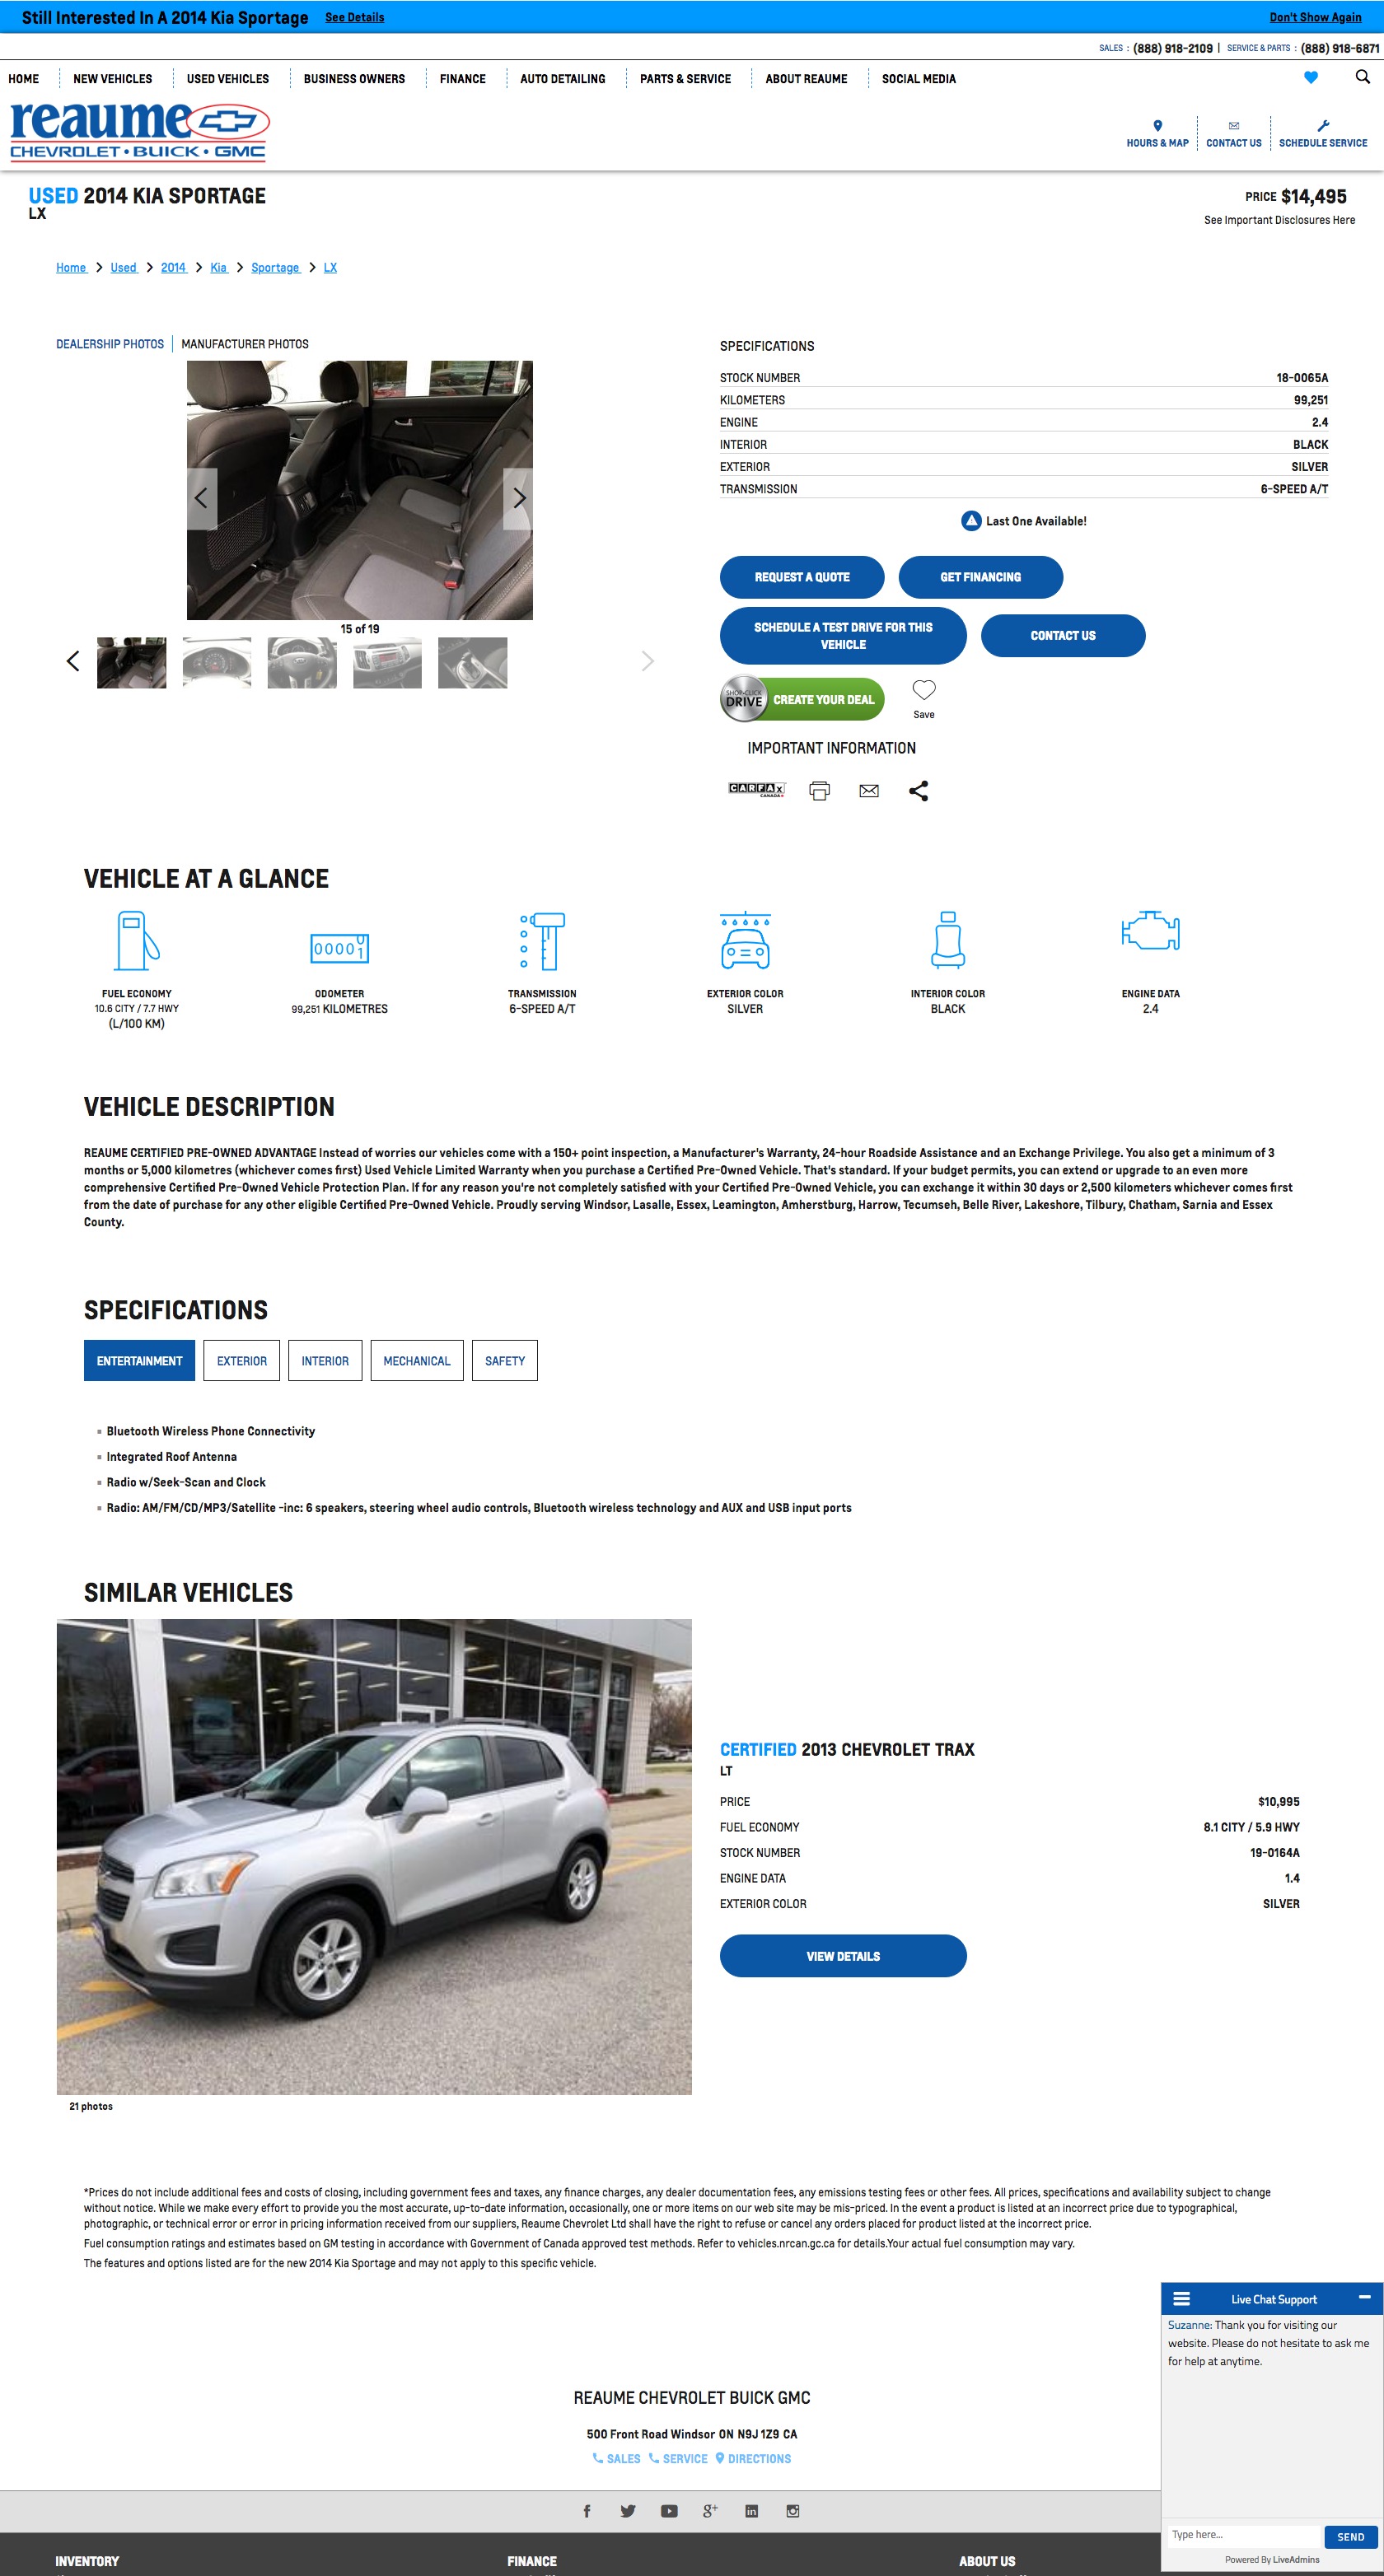 Still Interested In A 2014 Kia Sportage See Details Don't Show Again
SALES : (888) 918-2109 | SERVICE & PARTS : (888) 918-6871
HOME NEW VEHICLES USED VEHICLES BUSINESS OWNERS FINANCE AUTO DETAILING PARTS & SERVICE ABOUT REAUME SOCIAL MEDIA
reaume
CHEVROLET • BUICK • GMC
HOURS & MAP CONTACT US SCHEDULE SERVICE
USED 2014 KIA SPORTAGE
LX
PRICE $14,495
See Important Disclosures Here
Home > Used > 2014 > Kia > Sportage > LX
DEALERSHIP PHOTOS | MANUFACTURER PHOTOS
15 of 19
SPECIFICATIONS
STOCK NUMBER 18-0065A
KILOMETERS 99,251
ENGINE 2.4
INTERIOR BLACK
EXTERIOR SILVER
TRANSMISSION 6-SPEED A/T
Last One Available!
REQUEST A QUOTE GET FINANCING
SCHEDULE A TEST DRIVE FOR THIS
VEHICLE
CONTACT US
SHOP-CLICK
DRIVE CREATE YOUR DEAL
Save
IMPORTANT INFORMATION
CARFAX
CANADA
VEHICLE AT A GLANCE
00001
0
FUEL ECONOMY ODOMETER TRANSMISSION EXTERIOR COLOR INTERIOR COLOR ENGINE DATA
10.6 CITY / 7.7 HWY 99,251 KILOMETRES 6-SPEED A/T SILVER BLACK 2.4
(L/100 KM)
VEHICLE DESCRIPTION
REAUME CERTIFIED PRE-OWNED ADVANTAGE Instead of worries our vehicles come with a 150+ point inspection, a Manufacturer's Warranty, 24-hour Roadside Assistance and an Exchange Privilege. You also get a minimum of 3
months or 5,000 kilometres (whichever comes first) Used Vehicle Limited Warranty when you purchase a Certified Pre-Owned Vehicle. That's standard. If your budget permits, you can extend or upgrade to an even more
comprehensive Certified Pre-Owned Vehicle Protection Plan. If for any reason you're not completely satisfied with your Certified Pre-Owned Vehicle, you can exchange it within 30 days or 2,500 kilometers whichever comes first
from the date of purchase for any other eligible Certified Pre-Owned Vehicle. Proudly serving Windsor, Lasalle, Essex, Leamington, Amherstburg, Harrow, Tecumseh, Belle River, Lakeshore, Tilbury, Chatham, Sarnia and Essex
County.
SPECIFICATIONS
ENTERTAINMENT EXTERIOR INTERIOR MECHANICAL SAFETY
Bluetooth Wireless Phone Connectivity
Integrated Roof Antenna
Radio w/Seek-Scan and Clock
Radio: AM/FM/CD/MP3/Satellite -inc: 6 speakers, steering wheel audio controls, Bluetooth wireless technology and AUX and USB input ports
SIMILAR VEHICLES
CERTIFIED 2013 CHEVROLET TRAX
LT
PRICE $10,995
FUEL ECONOMY 8.1 CITY / 5.9 HWY
STOCK NUMBER 19-0164A
ENGINE DATA 1.4
EXTERIOR COLOR SILVER
VIEW DETAILS
21 photos
*Prices do not include additional fees and costs of closing, including government fees and taxes, any finance charges, any dealer documentation fees, any emissions testing fees or other fees. All prices, specifications and availability subject to change
without notice. While we make every effort to provide you the most accurate, up-to-date information, occasionally, one or more items on our web site may be mis-priced. In the event a product is listed at an incorrect price due to typographical,
photographic, or technical error or error in pricing information received from our suppliers, Reaume Chevrolet Ltd shall have the right to refuse or cancel any orders placed for product listed at the incorrect price.
Fuel consumption ratings and estimates based on GM testing in accordance with Government of Canada approved test methods. Refer to vehicles.nrcan.gc.ca for details.Your actual fuel consumption may vary.
The features and options listed are for the new 2014 Kia Sportage and may not apply to this specific vehicle.
Live Chat Support
Suzanne: Thank you for visiting our
website. Please do not hesitate to ask me
for help at anytime.
Type here...
SEND
Powered By LiveAdmins
REAUME CHEVROLET BUICK GMC
500 Front Road Windsor ON N9J 1Z9 CA
SALES SERVICE DIRECTIONS
INVENTORY FINANCE ABOUT US